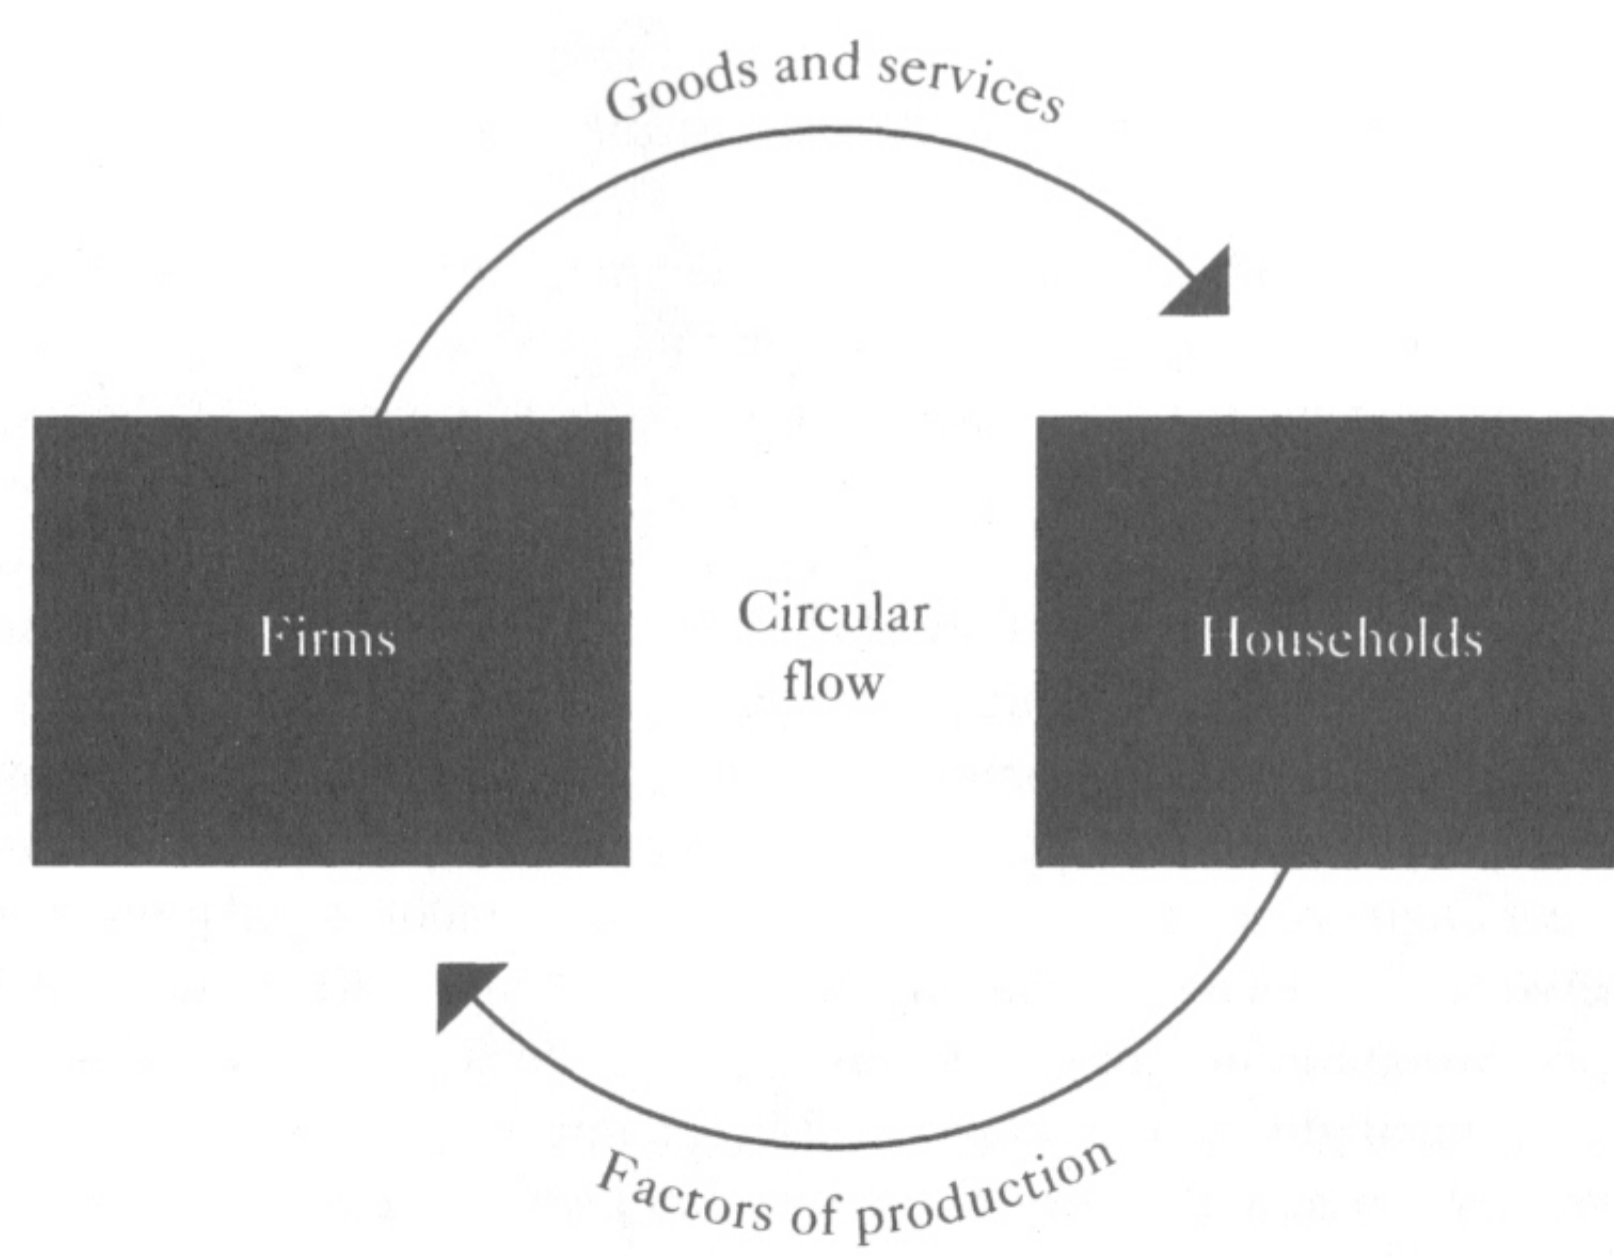 Goods and services
Firms
Circular
flow
Households
Factors of production